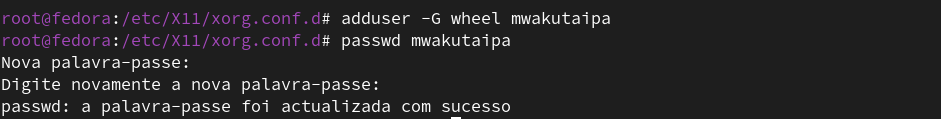 root@fedora:/etc/X11/xorg.conf.d# adduser -G wheel mwakutaipa
root@fedora:/etc/X11/xorg.conf.d# passwd mwakutaipa
Nova palavra-passe:
Digite novamente a nova palavra-passe:
passwd: a palavra-passe foi actualizada com sucesso